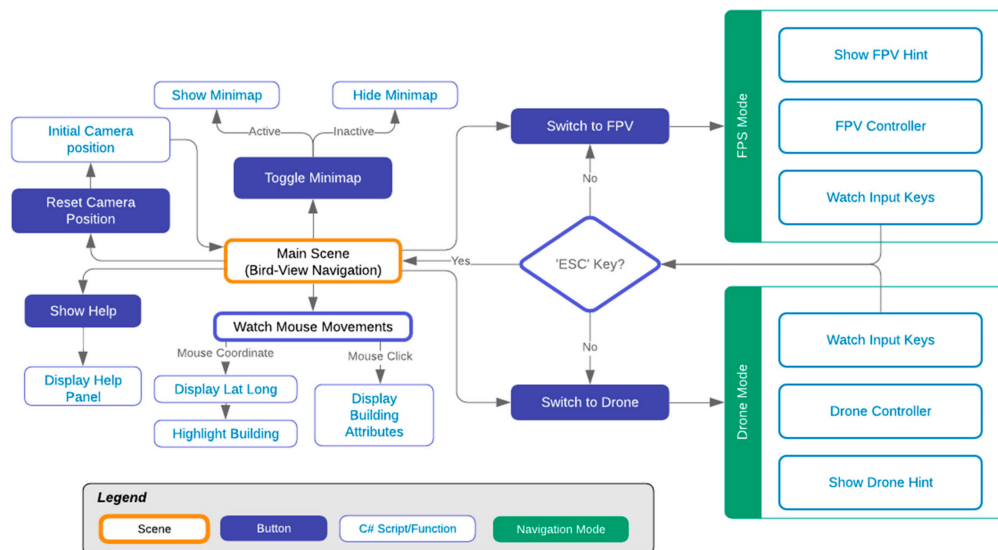 Show Minimap
Hide Minimap
Active
Inactive
Initial Camera
position
Toggle Minimap
Reset Camera
Position
Main Scene
(Bird-View Navigation)
Show Help
Display Help
Panel
Watch Mouse Movements
Mouse Coordinate
Mouse Click
Display Lat Long
Highlight Building
Display
Building
Attributes
Switch to FPV
No
Yes
'ESC' Key?
No
Switch to Drone
FPS Mode
Show FPV Hint
FPV Controller
Watch Input Keys
Drone Mode
Watch Input Keys
Drone Controller
Show Drone Hint
Legend
Scene
Button
C# Script/Function
Navigation Mode